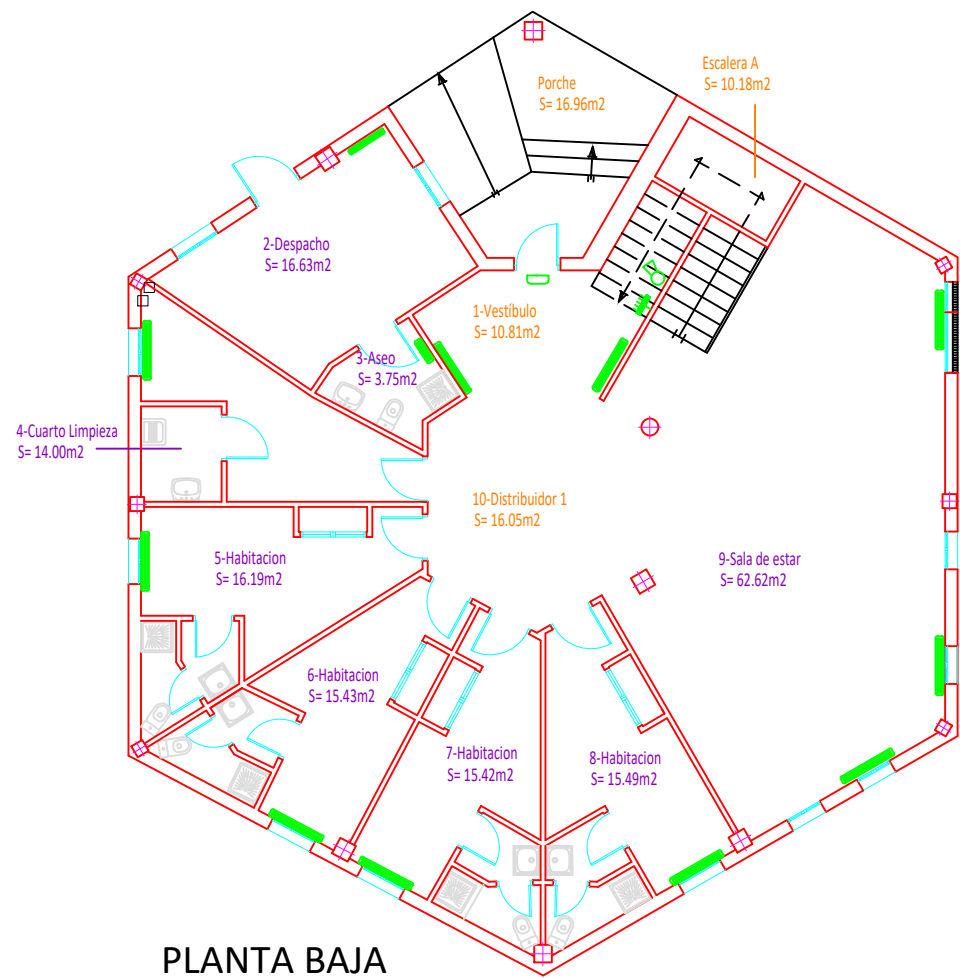 Escalera A
S= 10.18m2
Porche
S= 16.96m2
2-Despacho
S= 16.63m2
1-Vestíbulo
S= 10.81m2
3-Aseo
S= 3.75m2
4-Cuarto Limpieza
S= 14.00m2
10-Distribuidor 1
S= 16.05m2
5-Habitacion
S= 16.19m2
9-Sala de estar
S= 62.62m2
6-Habitacion
S= 15.43m2
7-Habitacion
S= 15.42m2
8-Habitacion
S= 15.49m2
PLANTA BAJA